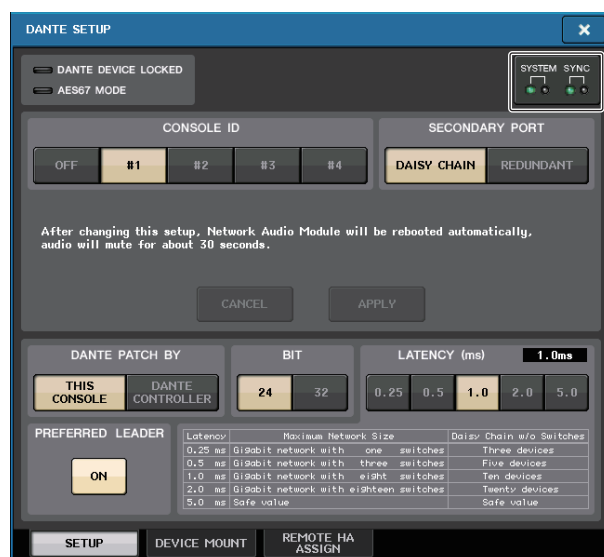 DANTE SETUP
DANTE DEVICE LOCKED
AES67 MODE
SYSTEM SYNC
CONSOLE ID
OFF #1 #2 #3 #4
SECONDARY PORT
DAISY CHAIN REDUNDANT
After changing this setup, Network Audio Module will be rebooted automatically,
audio will mute for about 30 seconds.
CANCEL APPLY
DANTE PATCH BY
THIS CONSOLE
DANTE CONTROLLER
BIT
24 32
LATENCY (ms) 1.0ms
0.25 0.5 1.0 2.0 5.0
PREFERRED LEADER
ON
Latency Maximum Network Size Daisy Chain w/o Switches
0.25 ms Gigabit network with one switches Three devices
0.5 ms Gigabit network with three switches Five devices
1.0 ms Gigabit network with eight switches Ten devices
2.0 ms Gigabit network with eighteen switches Twenty devices
5.0 ms Safe value Safe value
SETUP DEVICE MOUNT REMOTE HA ASSIGN